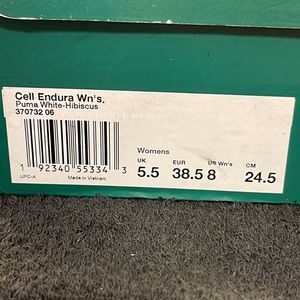 Cell Endura Wn's.
Puma White-Hibiscus
370732 06
Womens
UK EUR US Wn's CM
5.5 38.5 8 24.5
1 92340 55334 3
UPC-A Made in Vietnam